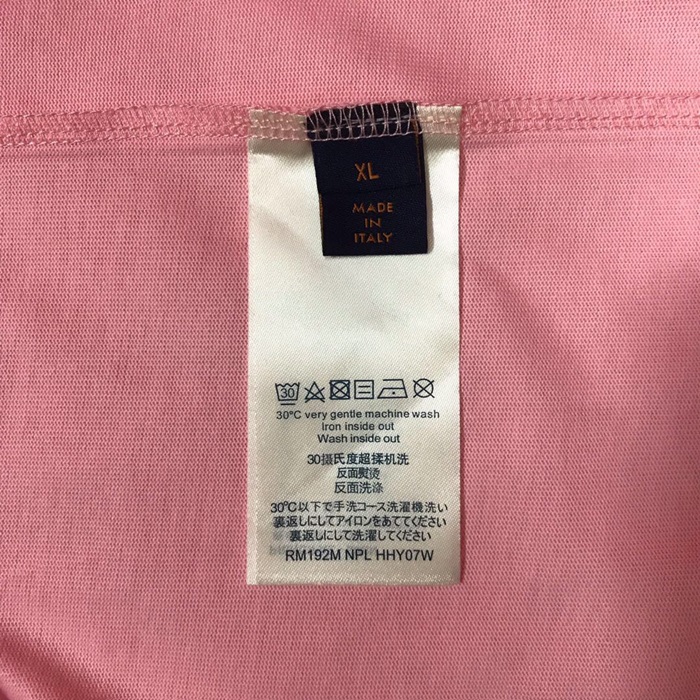 XL
MADE
IN
ITALY
30
30°C very gentle machine wash
Iron inside out
Wash inside out
30摄氏度超揉机洗
反面熨烫
反面洗涤
30℃以下で手洗コース洗濯機洗い
裏返しにしてアイロンをあててください
裏返しにして洗濯してください
RM192M NPL HHY07W